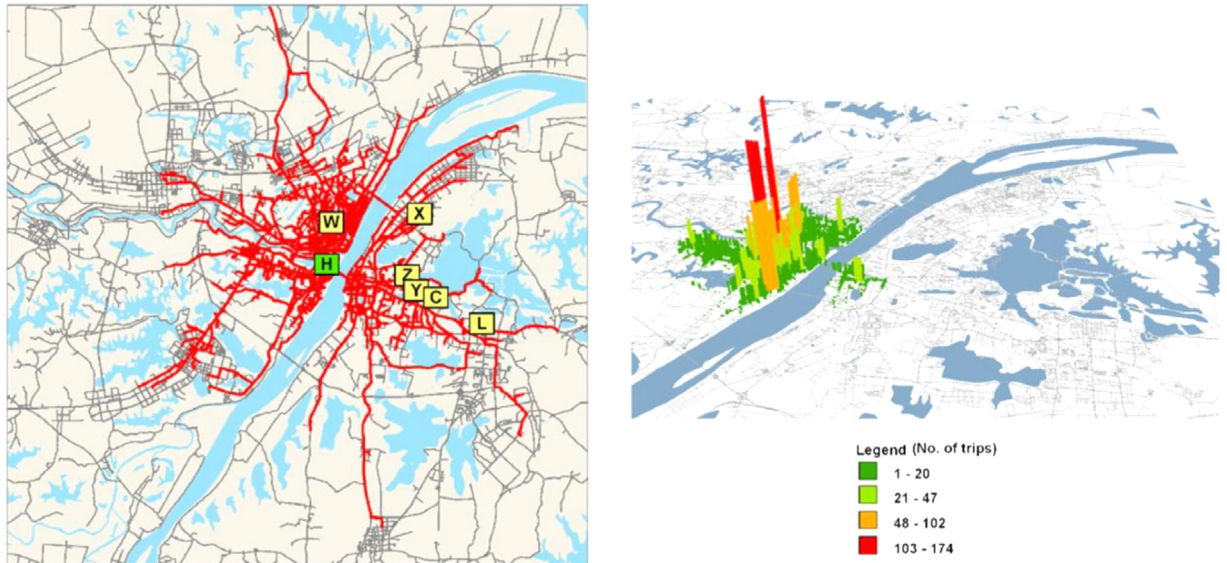 W
X
H
Z
Y
C
L
Legend (No. of trips)
1 - 20
21 - 47
48 - 102
103 - 174